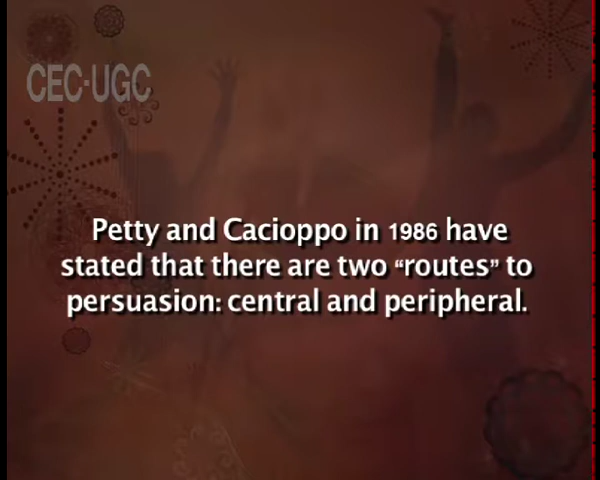 CEC-UGC
Petty and Cacioppo in 1986 have
stated that there are two “routes” to
persuasion: central and peripheral.